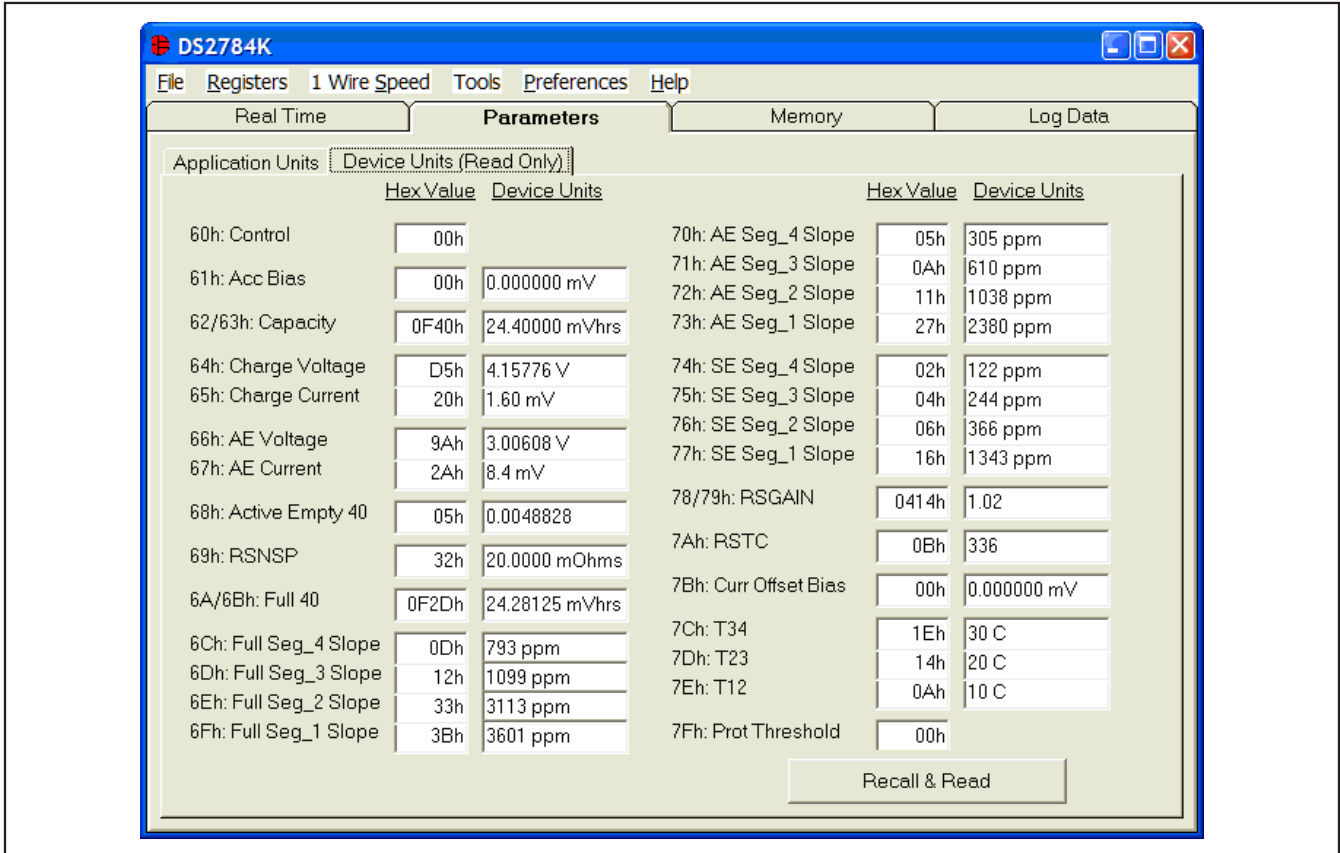 DS2784K
File Registers 1 Wire Speed Tools Preferences Help
Real Time Parameters Memory Log Data
Application Units Device Units (Read Only)
Hex Value Device Units
60h: Control 00h
61h: Acc Bias 00h 0.000000 mV
62/63h: Capacity 0F40h 24.40000 mVhrs
64h: Charge Voltage D5h 4.15776 V
65h: Charge Current 20h 1.60 mV
66h: AE Voltage 9Ah 3.00608 V
67h: AE Current 2Ah 8.4 mV
68h: Active Empty 40 05h 0.0048828
69h: RSNSP 32h 20.0000 mOhms
6A/6Bh: Full 40 0F2Dh 24.28125 mVhrs
6Ch: Full Seg_4 Slope 0Dh 793 ppm
6Dh: Full Seg_3 Slope 12h 1099 ppm
6Eh: Full Seg_2 Slope 33h 3113 ppm
6Fh: Full Seg_1 Slope 3Bh 3601 ppm
Hex Value Device Units
70h: AE Seg_4 Slope 05h 305 ppm
71h: AE Seg_3 Slope 0Ah 610 ppm
72h: AE Seg_2 Slope 11h 1038 ppm
73h: AE Seg_1 Slope 27h 2380 ppm
74h: SE Seg_4 Slope 02h 122 ppm
75h: SE Seg_3 Slope 04h 244 ppm
76h: SE Seg_2 Slope 06h 366 ppm
77h: SE Seg_1 Slope 16h 1343 ppm
78/79h: RSGAIN 0414h 1.02
7Ah: RSTC 0Bh 336
7Bh: Curr Offset Bias 00h 0.000000 mV
7Ch: T34 1Eh 30 C
7Dh: T23 14h 20 C
7Eh: T12 0Ah 10 C
7Fh: Prot Threshold 00h
Recall & Read